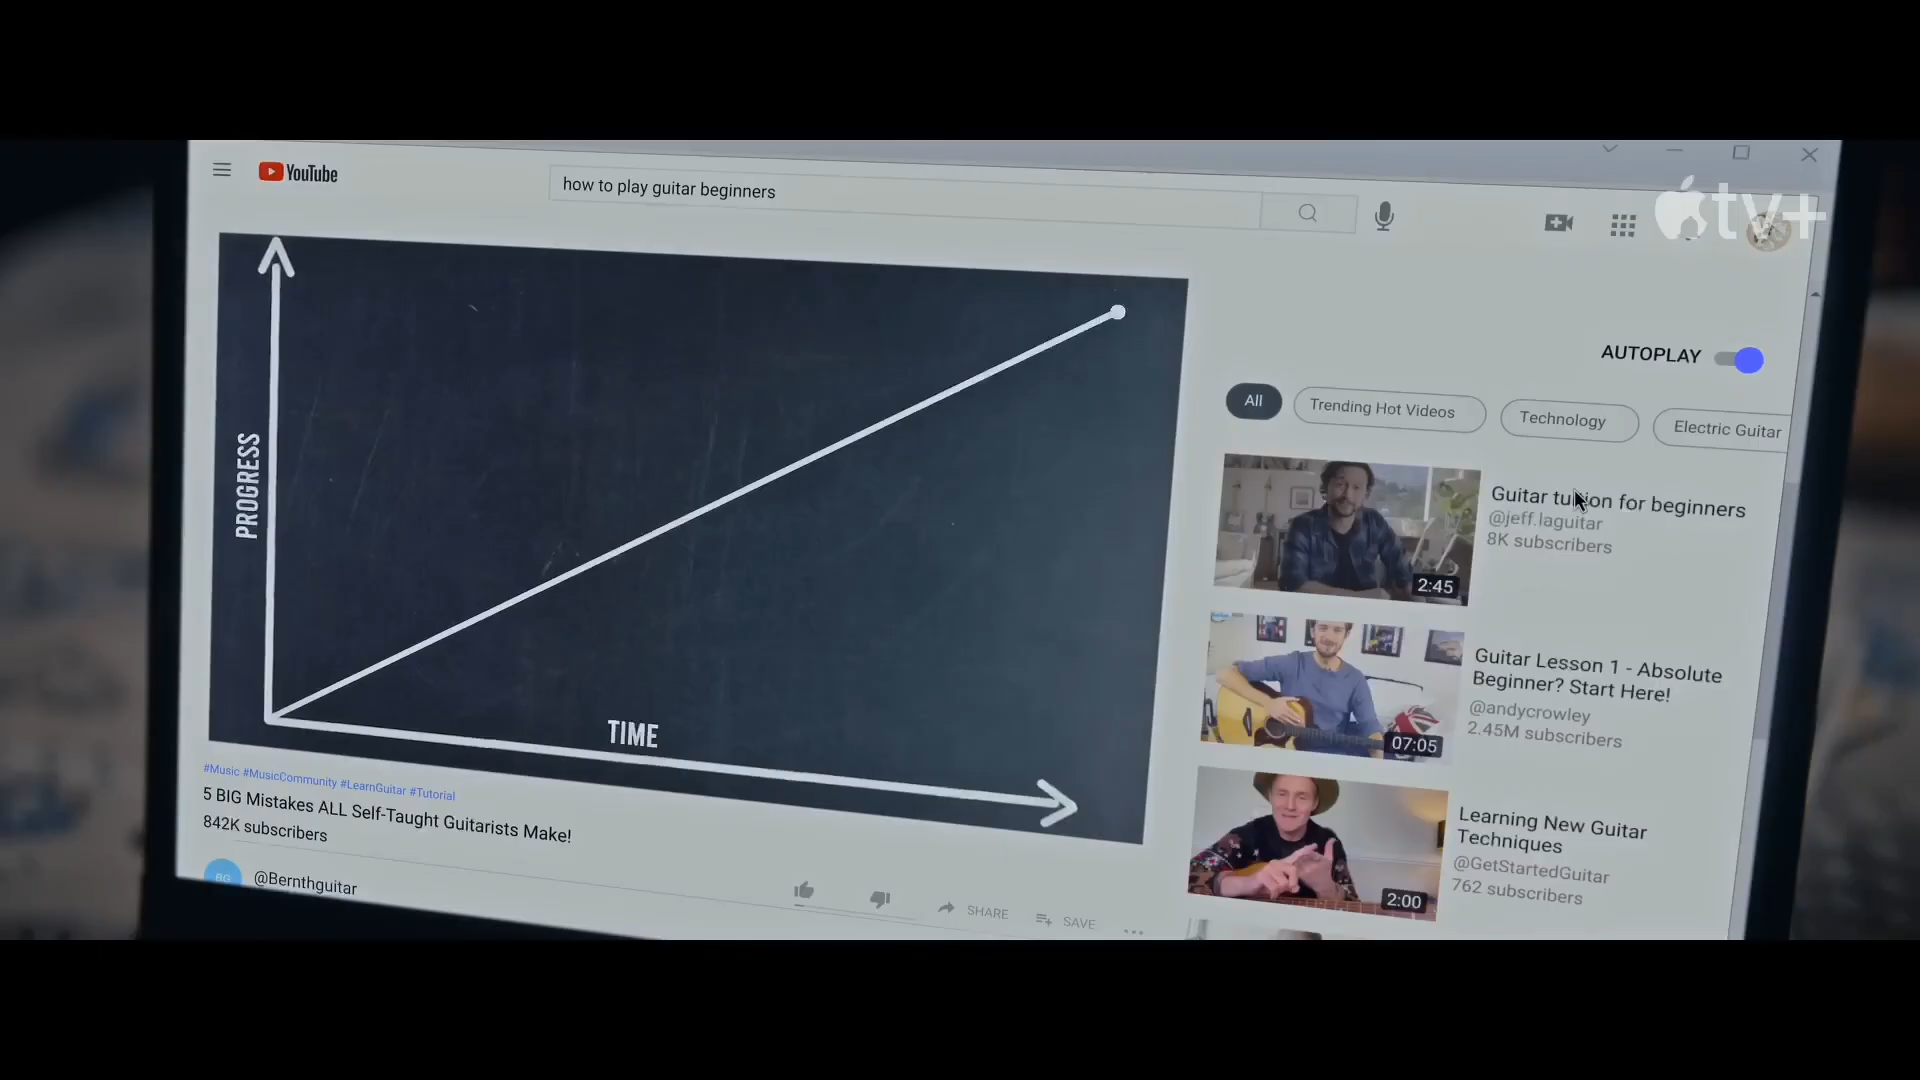 YouTube
how to play guitar beginners
tv+
AUTOPLAY
All
Trending Hot Videos
Technology
Electric Guitar
PROGRESS
TIME
#Music #MusicCommunity #LearnGuitar #Tutorial
5 BIG Mistakes ALL Self-Taught Guitarists Make!
842K subscribers
BG
@Bernthguitar
SHARE
SAVE
Guitar tuition for beginners
@jeff.laguitar
8K subscribers
2:45
Guitar Lesson 1 - Absolute
Beginner? Start Here!
@andycrowley
2.45M subscribers
07:05
Learning New Guitar
Techniques
@GetStartedGuitar
762 subscribers
2:00